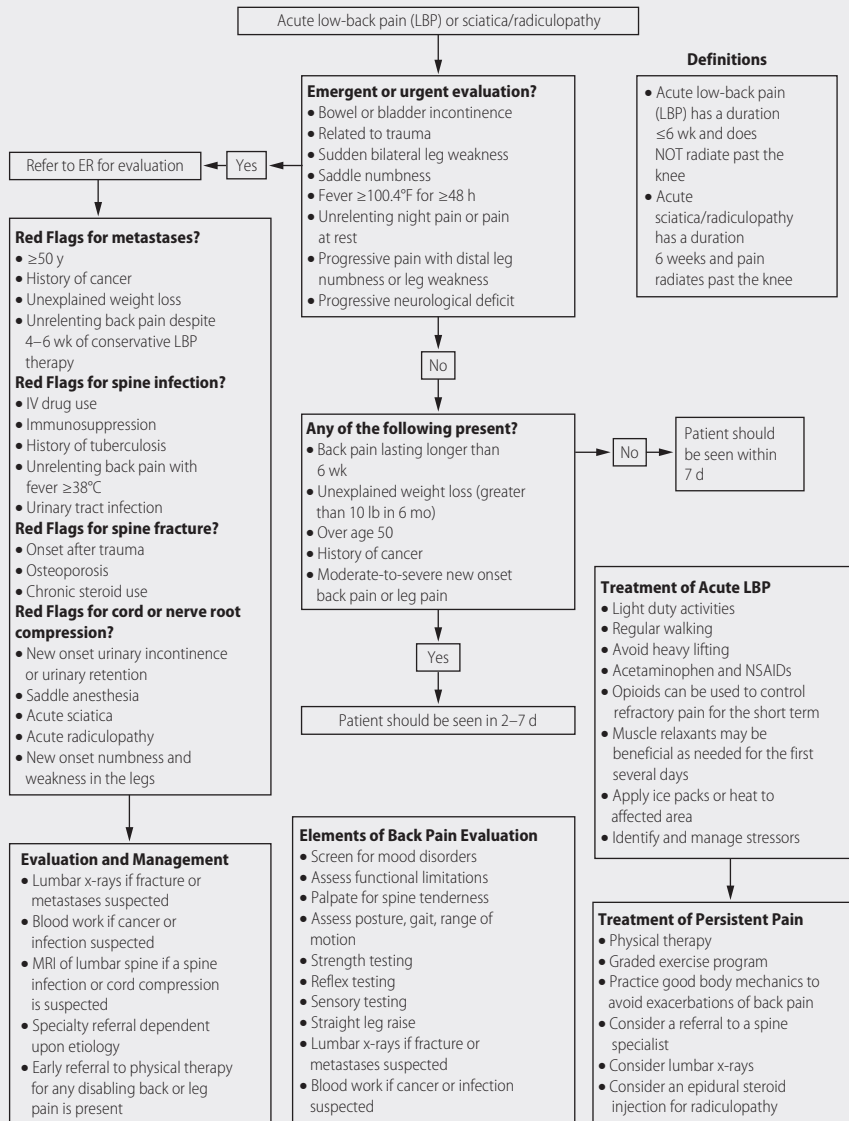 Acute low-back pain (LBP) or sciatica/radiculopathy
Emergent or urgent evaluation?
• Bowel or bladder incontinence
• Related to trauma
• Sudden bilateral leg weakness
• Saddle numbness
• Fever ≥100.4°F for ≥48 h
• Unrelenting night pain or pain
at rest
• Progressive pain with distal leg
numbness or leg weakness
• Progressive neurological deficit
Definitions
• Acute low-back pain
(LBP) has a duration
≤6 wk and does
NOT radiate past the
knee
• Acute
sciatica/radiculopathy
has a duration
6 weeks and pain
radiates past the knee
Yes
Refer to ER for evaluation
Red Flags for metastases?
• ≥50 y
• History of cancer
• Unexplained weight loss
• Unrelenting back pain despite
4–6 wk of conservative LBP
therapy
Red Flags for spine infection?
• IV drug use
• Immunosuppression
• History of tuberculosis
• Unrelenting back pain with
fever ≥38°C
• Urinary tract infection
Red Flags for spine fracture?
• Onset after trauma
• Osteoporosis
• Chronic steroid use
Red Flags for cord or nerve root
compression?
• New onset urinary incontinence
or urinary retention
• Saddle anesthesia
• Acute sciatica
• Acute radiculopathy
• New onset numbness and
weakness in the legs
No
Any of the following present?
• Back pain lasting longer than
6 wk
• Unexplained weight loss (greater
than 10 lb in 6 mo)
• Over age 50
• History of cancer
• Moderate-to-severe new onset
back pain or leg pain
No
Patient should
be seen within
7 d
Yes
Patient should be seen in 2–7 d
Treatment of Acute LBP
• Light duty activities
• Regular walking
• Avoid heavy lifting
• Acetaminophen and NSAIDs
• Opioids can be used to control
refractory pain for the short term
• Muscle relaxants may be
beneficial as needed for the first
several days
• Apply ice packs or heat to
affected area
• Identify and manage stressors
Evaluation and Management
• Lumbar x-rays if fracture or
metastases suspected
• Blood work if cancer or
infection suspected
• MRI of lumbar spine if a spine
infection or cord compression
is suspected
• Specialty referral dependent
upon etiology
• Early referral to physical therapy
for any disabling back or leg
pain is present
Elements of Back Pain Evaluation
• Screen for mood disorders
• Assess functional limitations
• Palpate for spine tenderness
• Assess posture, gait, range of
motion
• Strength testing
• Reflex testing
• Sensory testing
• Straight leg raise
• Lumbar x-rays if fracture or
metastases suspected
• Blood work if cancer or infection
suspected
Treatment of Persistent Pain
• Physical therapy
• Graded exercise program
• Practice good body mechanics to
avoid exacerbations of back pain
• Consider a referral to a spine
specialist
• Consider lumbar x-rays
• Consider an epidural steroid
injection for radiculopathy